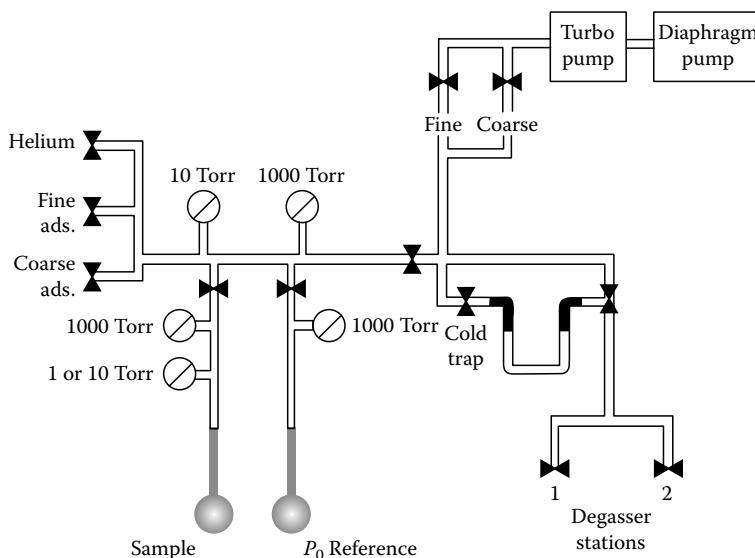 Turbo
pump
Diaphragm
pump
Fine
Coarse
Helium
10 Torr
1000 Torr
Fine
ads.
Coarse
ads.
1000 Torr
1000 Torr
Cold
trap
1 or 10 Torr
1
2
Degasser
stations
Sample
P₀ Reference